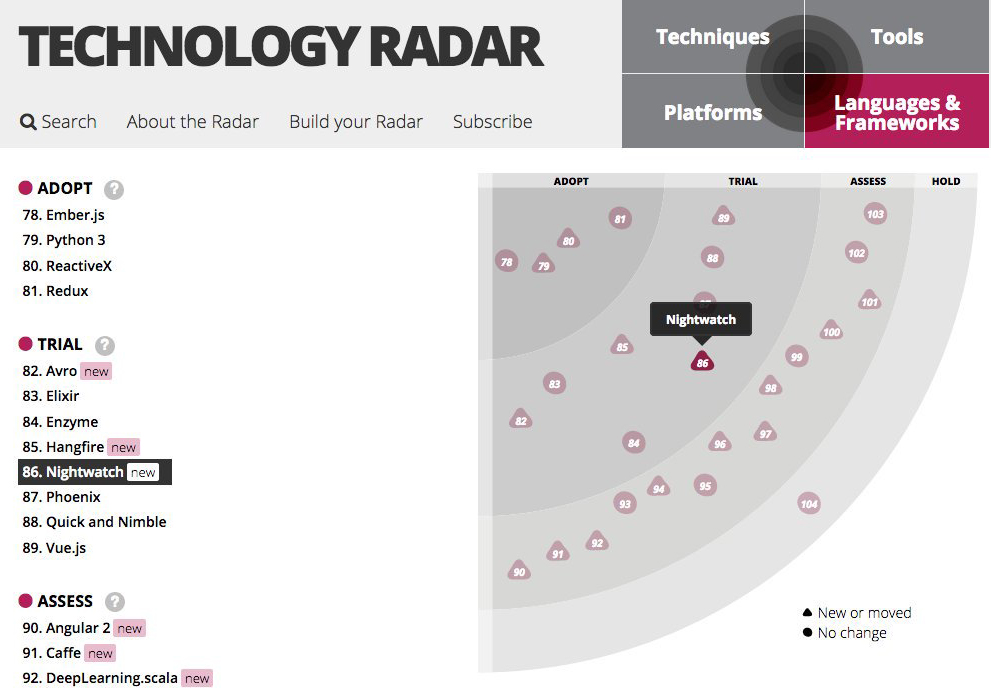 TECHNOLOGY RADAR
Search About the Radar Build your Radar Subscribe
Techniques Tools
Platforms Languages & Frameworks
ADOPT ?
78. Ember.js
79. Python 3
80. ReactiveX
81. Redux
TRIAL ?
82. Avro new
83. Elixir
84. Enzyme
85. Hangfire new
86. Nightwatch new
87. Phoenix
88. Quick and Nimble
89. Vue.js
ASSESS ?
90. Angular 2 new
91. Caffe new
92. DeepLearning.scala new
ADOPT TRIAL ASSESS HOLD
81 89 103
80
78 79 88 102
101
Nightwatch
100
85 86 99
83 98
82
84 96 97
94 95
93 104
92
91
90
New or moved
No change